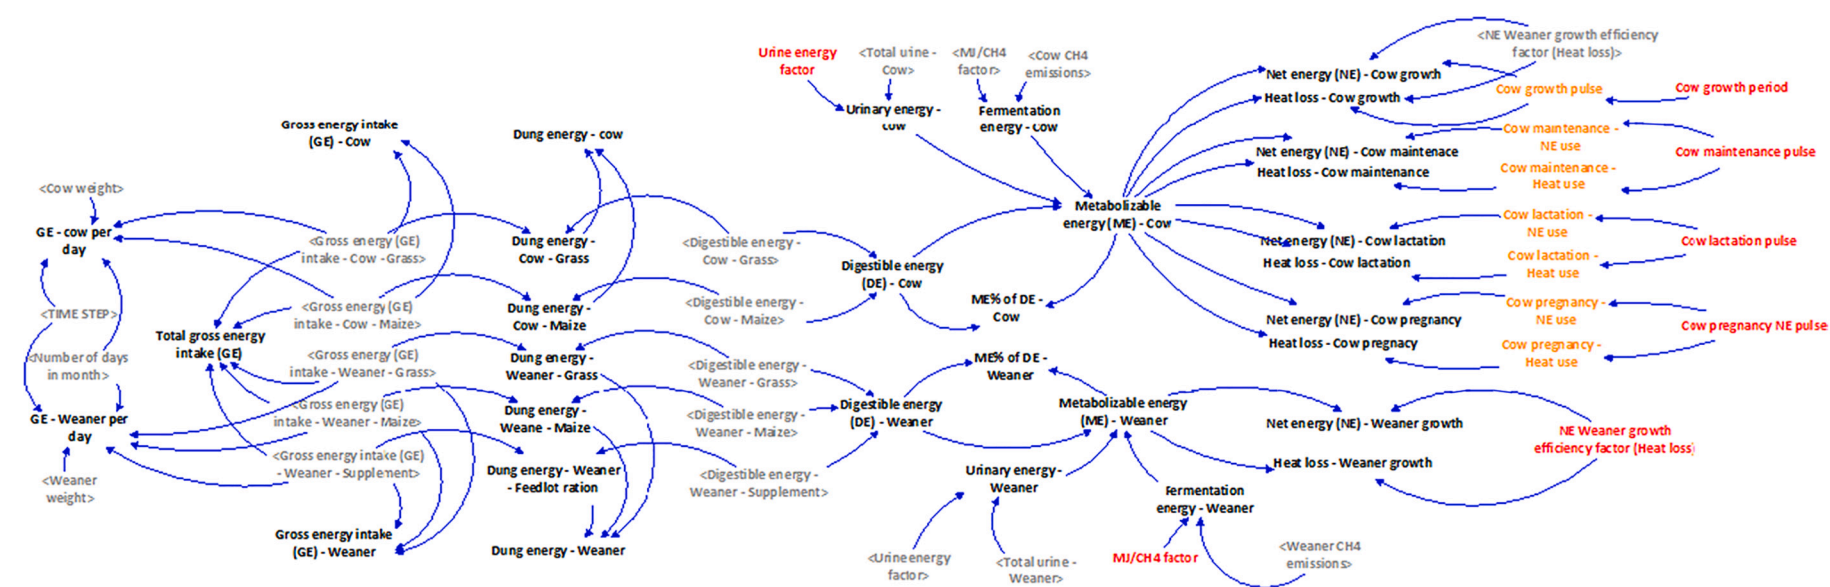 Urine energy
factor
<Total urine -
Cow>
<MJ/CH4
factor>
<Cow CH4
emissions>
<NE Weaner growth efficiency
factor (Heat loss)>
Net energy (NE) - Cow growth
Heat loss - Cow growth
Cow growth pulse
Cow growth period
Urinary energy -
cow
Fermentation
energy - Cow
Gross energy intake
(GE) - Cow
Dung energy - cow
Cow maintenance -
NE use
Net energy (NE) - Cow maintenace
Heat loss - Cow maintenance
Cow maintenance pulse
Cow maintenance -
Heat use
<Cow weight>
GE - cow per
day
<Gross energy (GE)
intake - Cow - Grass>
Dung energy -
Cow - Grass
<Digestible energy -
Cow - Grass>
Metabolizable
energy (ME) - Cow
Cow lactation -
NE use
Net energy (NE) - Cow lactation
Heat loss - Cow lactation
Cow lactation pulse
Cow lactation -
Heat use
Digestible energy
(DE) - Cow
<TIME STEP>
<Gross energy (GE)
intake - Cow - Maize>
Dung energy -
Cow - Maize
<Digestible energy -
Cow - Maize>
ME% of DE -
Cow
Cow pregnancy -
NE use
Net energy (NE) - Cow pregnancy
Heat loss - Cow pregnacy
Cow pregnancy NE pulse
Cow pregnancy -
Heat use
Total gross energy
intake (GE)
<Number of days
in month>
<Gross energy (GE)
intake - Weaner - Grass>
Dung energy -
Weaner - Grass
<Digestible energy -
Weaner - Grass>
ME% of DE -
Weaner
GE - Weaner per
day
<Gross energy (GE)
intake - Weaner - Maize>
Dung energy -
Weane - Maize
<Digestible energy -
Weaner - Maize>
Digestible energy
(DE) - Weaner
Metabolizable energy
(ME) - Weaner
Net energy (NE) - Weaner growth
NE Weaner growth
efficiency factor (Heat loss)
<Gross energy intake (GE)
- Weaner - Supplement>
Dung energy - Weaner
- Feedlot ration
<Digestible energy -
Weaner - Supplement>
Heat loss - Weaner growth
<Weaner
weight>
Urinary energy -
Weaner
Fermentation
energy - Weaner
Gross energy intake
(GE) - Weaner
Dung energy - Weaner
<Urine energy
factor>
<Total urine -
Weaner>
MJ/CH4 factor
<Weaner CH4
emissions>